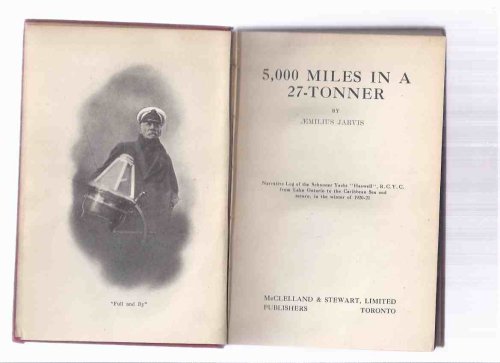 "Full and By"
5,000 MILES IN A
27-TONNER
BY
ÆMILIUS JARVIS
Narrative Log of the Schooner Yacht "Haswell", R.C.Y.C.
from Lake Ontario to the Caribbean Sea and
return, in the winter of 1920-21
McCLELLAND & STEWART, LIMITED
PUBLISHERS TORONTO